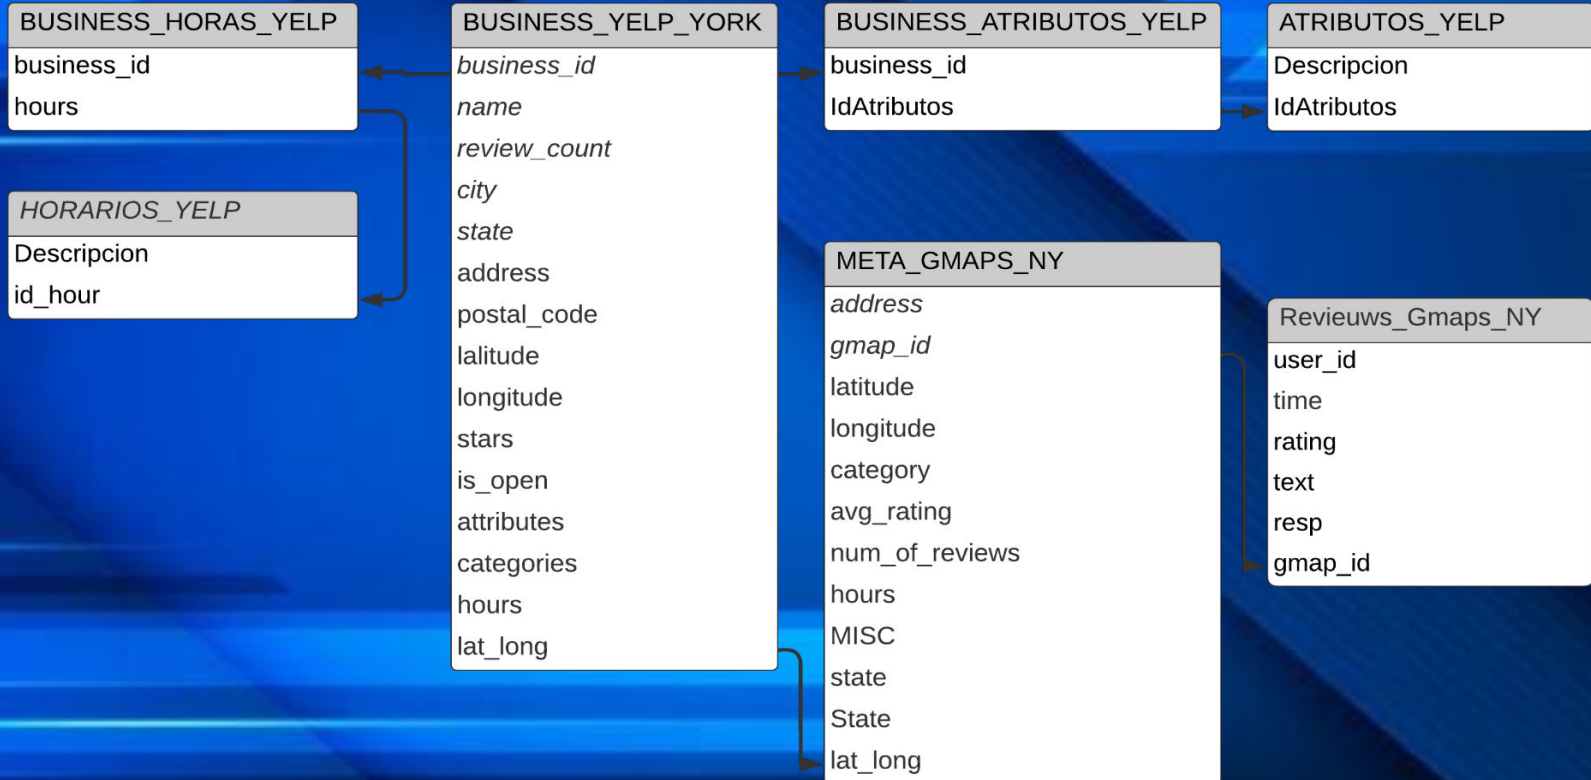 BUSINESS_HORAS_YELP
business_id
hours
HORARIOS_YELP
Descripcion
id_hour
BUSINESS_YELP_YORK
business_id
name
review_count
city
state
address
postal_code
lalitude
longitude
stars
is_open
attributes
categories
hours
lat_long
BUSINESS_ATRIBUTOS_YELP
business_id
IdAtributos
ATRIBUTOS_YELP
Descripcion
IdAtributos
META_GMAPS_NY
address
gmap_id
latitude
longitude
category
avg_rating
num_of_reviews
hours
MISC
state
State
lat_long
Revieuws_Gmaps_NY
user_id
time
rating
text
resp
gmap_id